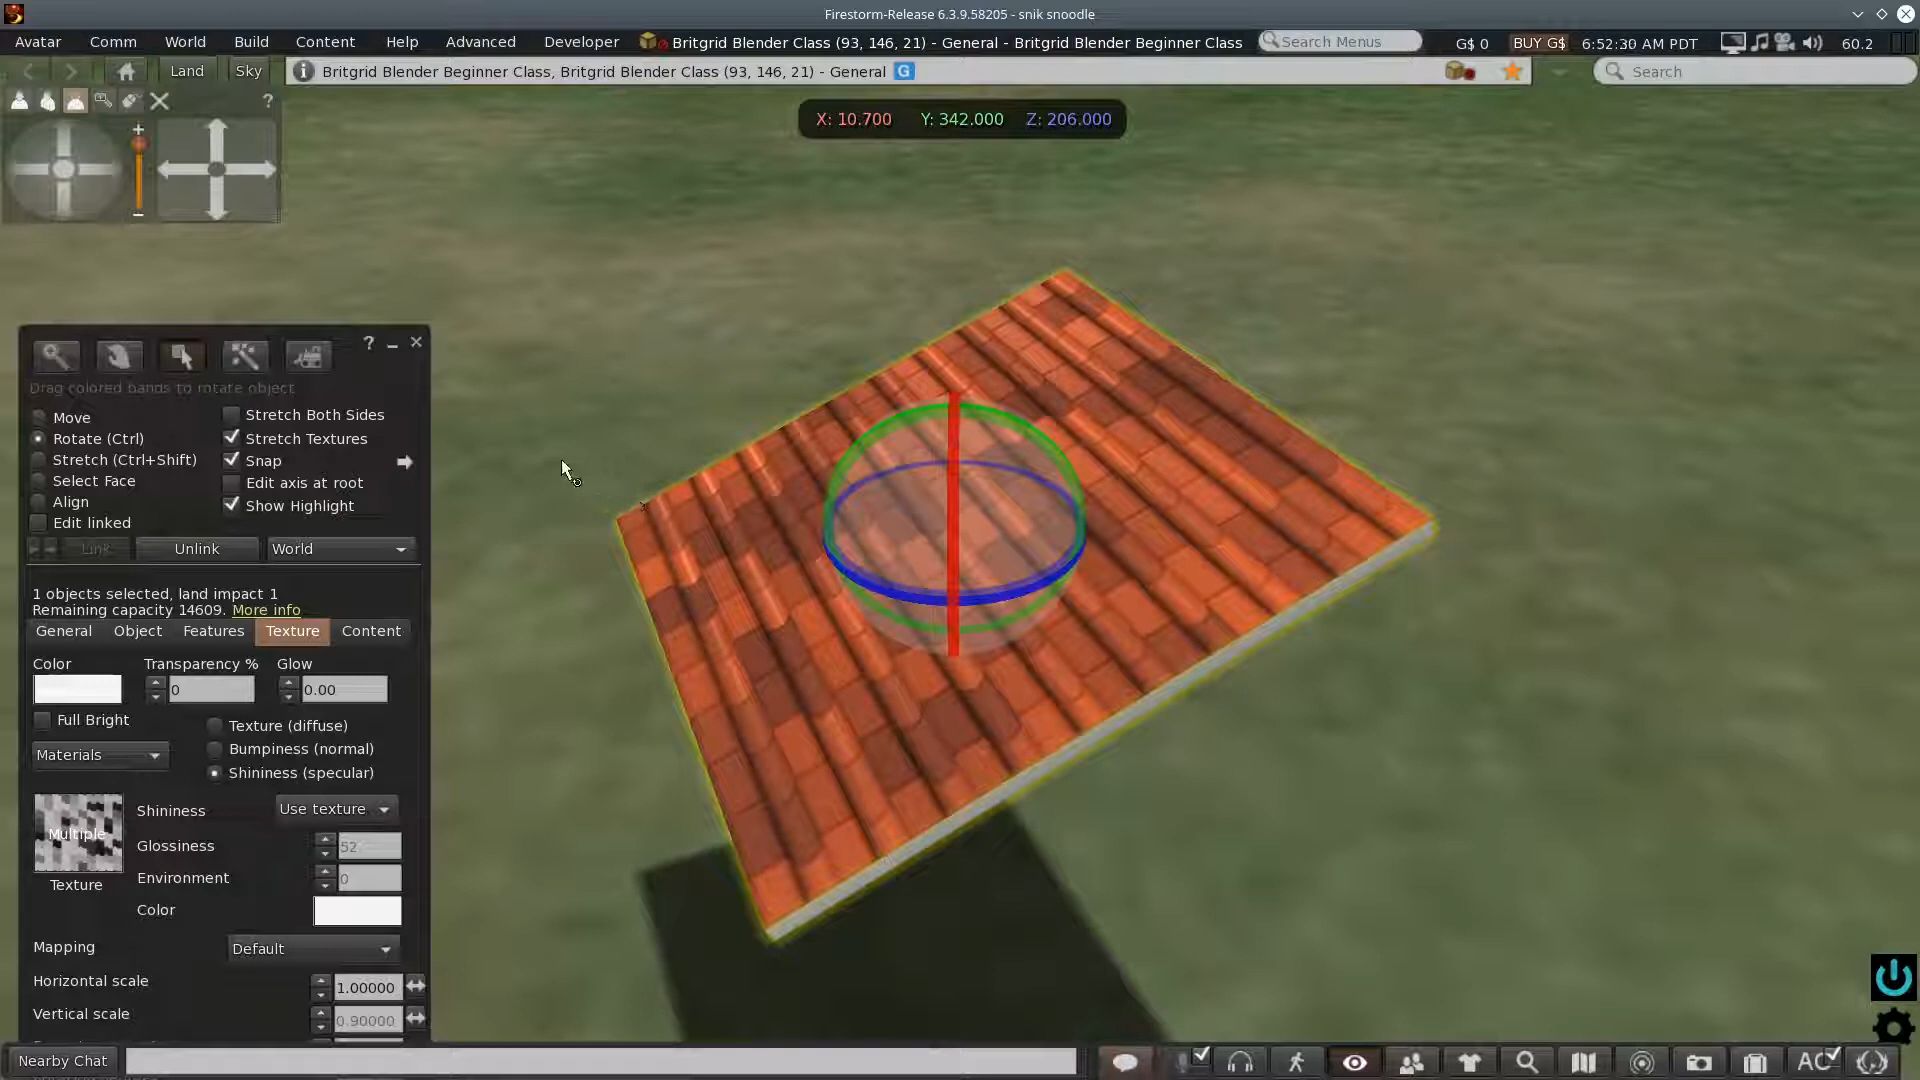 Firestorm-Release 6.3.9.58205 - snik snoodle
Avatar Comm World Build Content Help Advanced Developer Britgrid Blender Class (93, 146, 21) - General - Britgrid Blender Beginner Class Search Menus G$ 0 BUY G$ 6:52:30 AM PDT 60.2
Land Sky Britgrid Blender Beginner Class, Britgrid Blender Class (93, 146, 21) - General G Search
?
X: 10.700 Y: 342.000 Z: 206.000
?
Drag colored bands to rotate object
Move
Rotate (Ctrl)
Stretch (Ctrl+Shift)
Select Face
Align
Edit linked
Stretch Both Sides
Stretch Textures
Snap
Edit axis at root
Show Highlight
Link Unlink World
1 objects selected, land impact 1
Remaining capacity 14609. More info
General Object Features Texture Content
Color Transparency % Glow
0 0.00
Full Bright
Materials
Texture (diffuse)
Bumpiness (normal)
Shininess (specular)
Multiple
Texture
Shininess Use texture
Glossiness 52
Environment 0
Color
Mapping Default
Horizontal scale 1.00000
Vertical scale 0.90000
Nearby Chat
AO